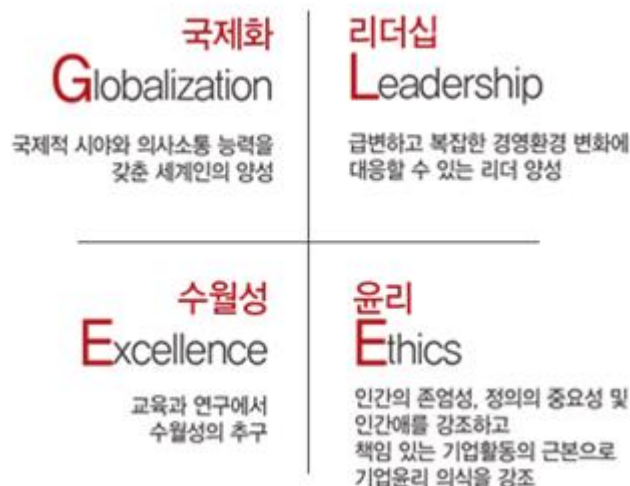 국제화
Globalization
국제적 시야와 의사소통 능력을
갖춘 세계인의 양성
리더십
Leadership
급변하고 복잡한 경영환경 변화에
대응할 수 있는 리더 양성
수월성
Excellence
교육과 연구에서
수월성의 추구
윤리
Ethics
인간의 존엄성, 정의의 중요성 및
인간애를 강조하고
책임 있는 기업활동의 근본으로
기업윤리 의식을 강조